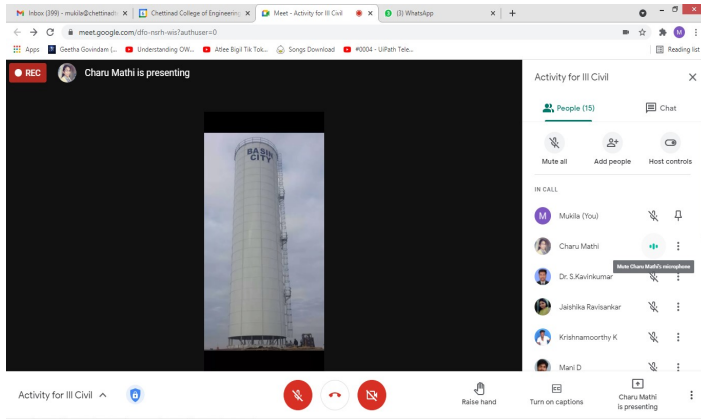 Inbox (399) - mukila@chettinadh
Chettinad College of Engineering
Meet - Activity for III Civil
(3) WhatsApp
meet.google.com/dfo-nsrh-wis?authuser=0
Apps
Geetha Govindam (...
Understanding OW...
Atlee Bigil Tik Tok...
Songs Download
#0004 - UiPath Tele...
Reading list
REC
Charu Mathi is presenting
BASIN
CITY
Activity for III Civil
People (15)
Chat
Mute all
Add people
Host controls
IN CALL
M
Mukila (You)
Charu Mathi
Mute Charu Mathi's microphone
Dr. S.Kavinkumar
Jaishika Ravisankar
Krishnamoorthy K
Mani D
Activity for III Civil
Raise hand
Turn on captions
Charu Mathi
is presenting